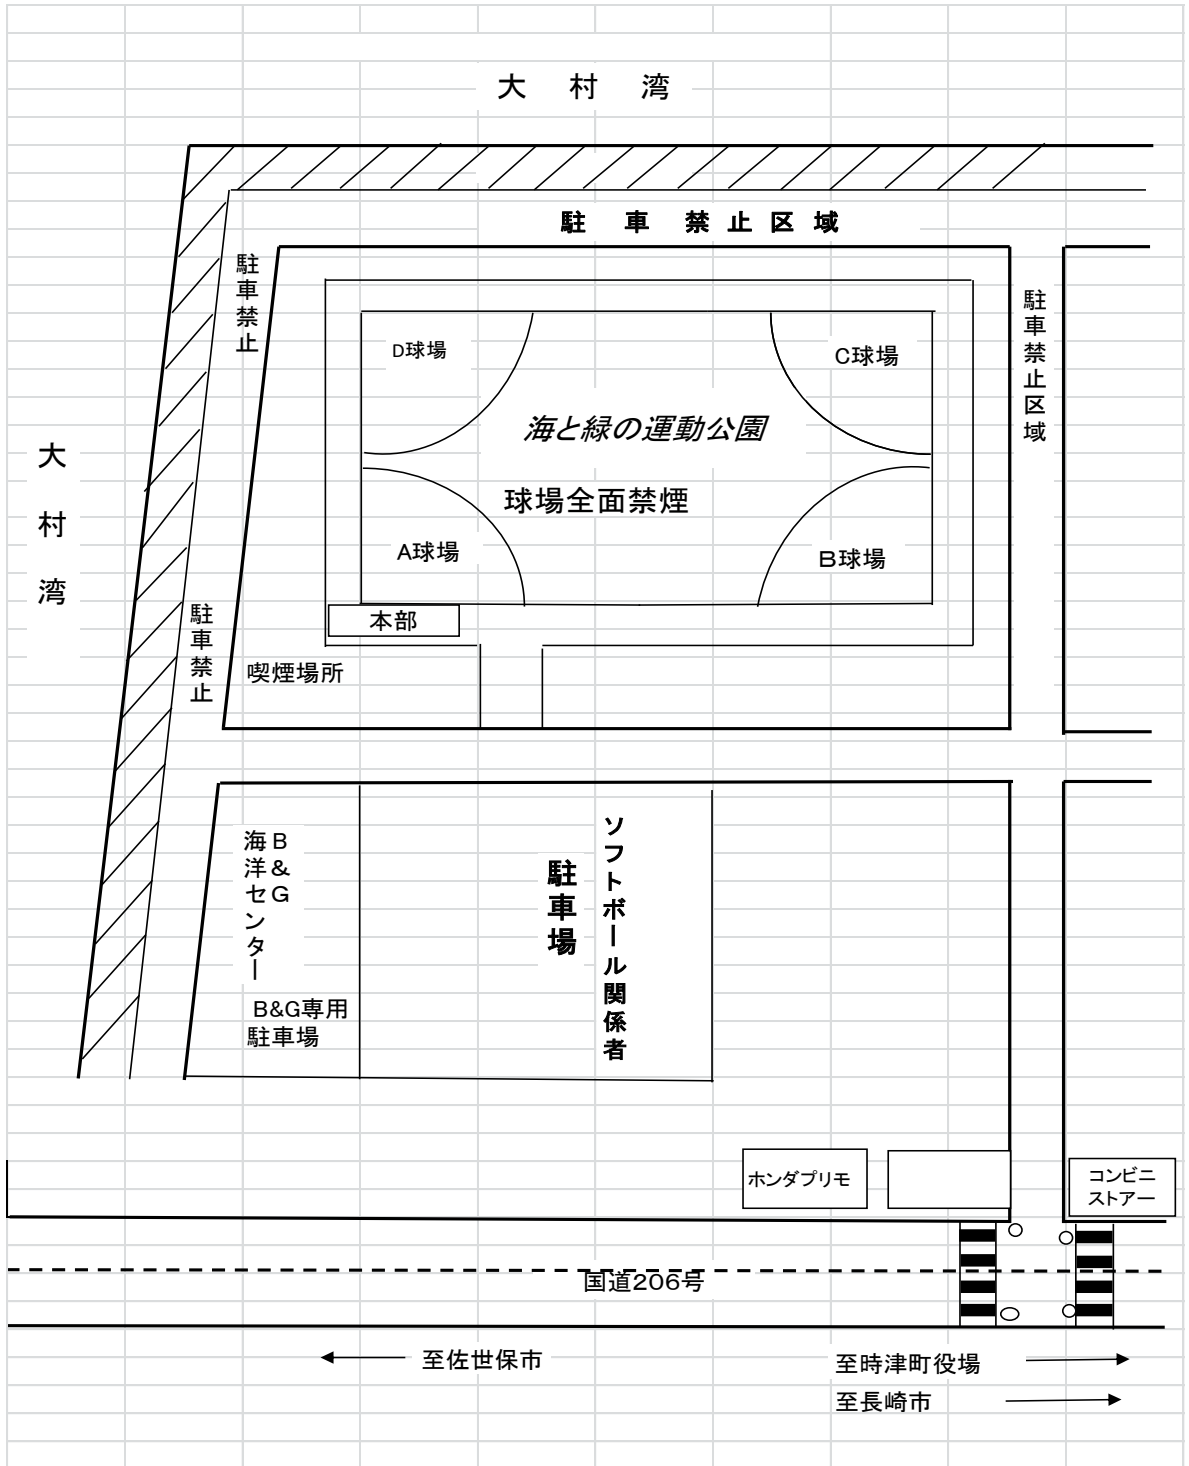 大 村 湾
駐 車 禁 止 区 域
駐車禁止
駐車禁止区域
D球場
C球場
海と緑の運動公園
大村湾
球場全面禁煙
A球場
B球場
駐車禁止
本部
喫煙場所
B&G
海洋センター
ソフトボール関係者
駐車場
B&G専用
駐車場
ホンダプリモ
コンビニ
ストアー
国道206号
至佐世保市
至時津町役場
至長崎市